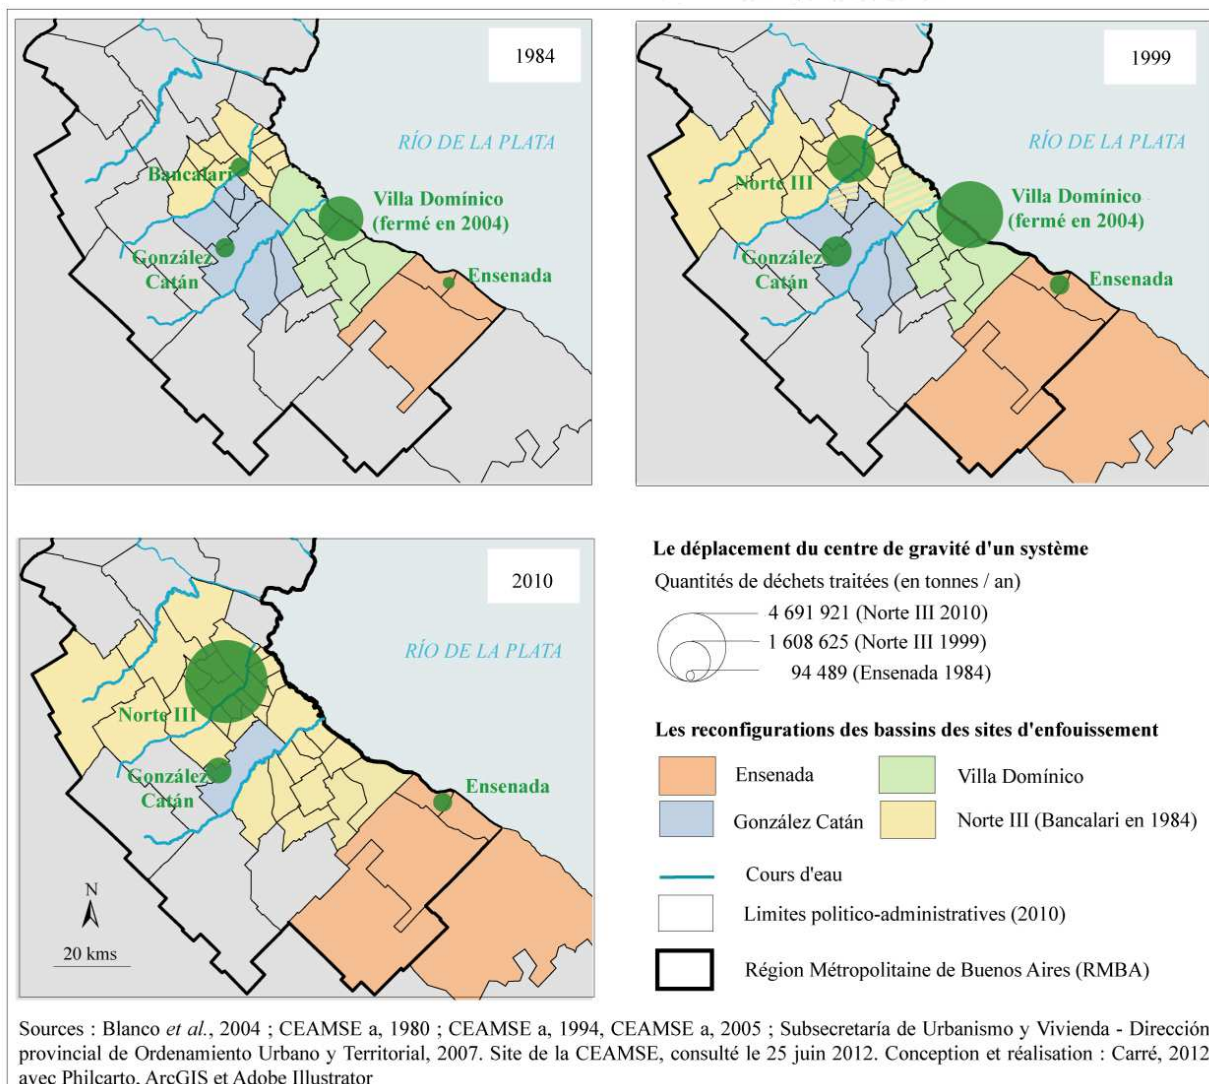 1984
RÍO DE LA PLATA
Bancalari
Villa Domínico
(fermé en 2004)
González
Catán
Ensenada
1999
RÍO DE LA PLATA
Norte III
Villa Domínico
(fermé en 2004)
González
Catán
Ensenada
2010
RÍO DE LA PLATA
Norte III
González
Catán
Ensenada
N
20 kms
Le déplacement du centre de gravité d'un système
Quantités de déchets traitées (en tonnes / an)
4 691 921 (Norte III 2010)
1 608 625 (Norte III 1999)
94 489 (Ensenada 1984)
Les reconfigurations des bassins des sites d'enfouissement
Ensenada
Villa Domínico
González Catán
Norte III (Bancalari en 1984)
Cours d'eau
Limites politico-administratives (2010)
Région Métropolitaine de Buenos Aires (RMBA)
Sources : Blanco et al., 2004 ; CEAMSE a, 1980 ; CEAMSE a, 1994, CEAMSE a, 2005 ; Subsecretaría de Urbanismo y Vivienda - Dirección
provincial de Ordenamiento Urbano y Territorial, 2007. Site de la CEAMSE, consulté le 25 juin 2012. Conception et réalisation : Carré, 2012
avec Philcarto, ArcGIS et Adobe Illustrator